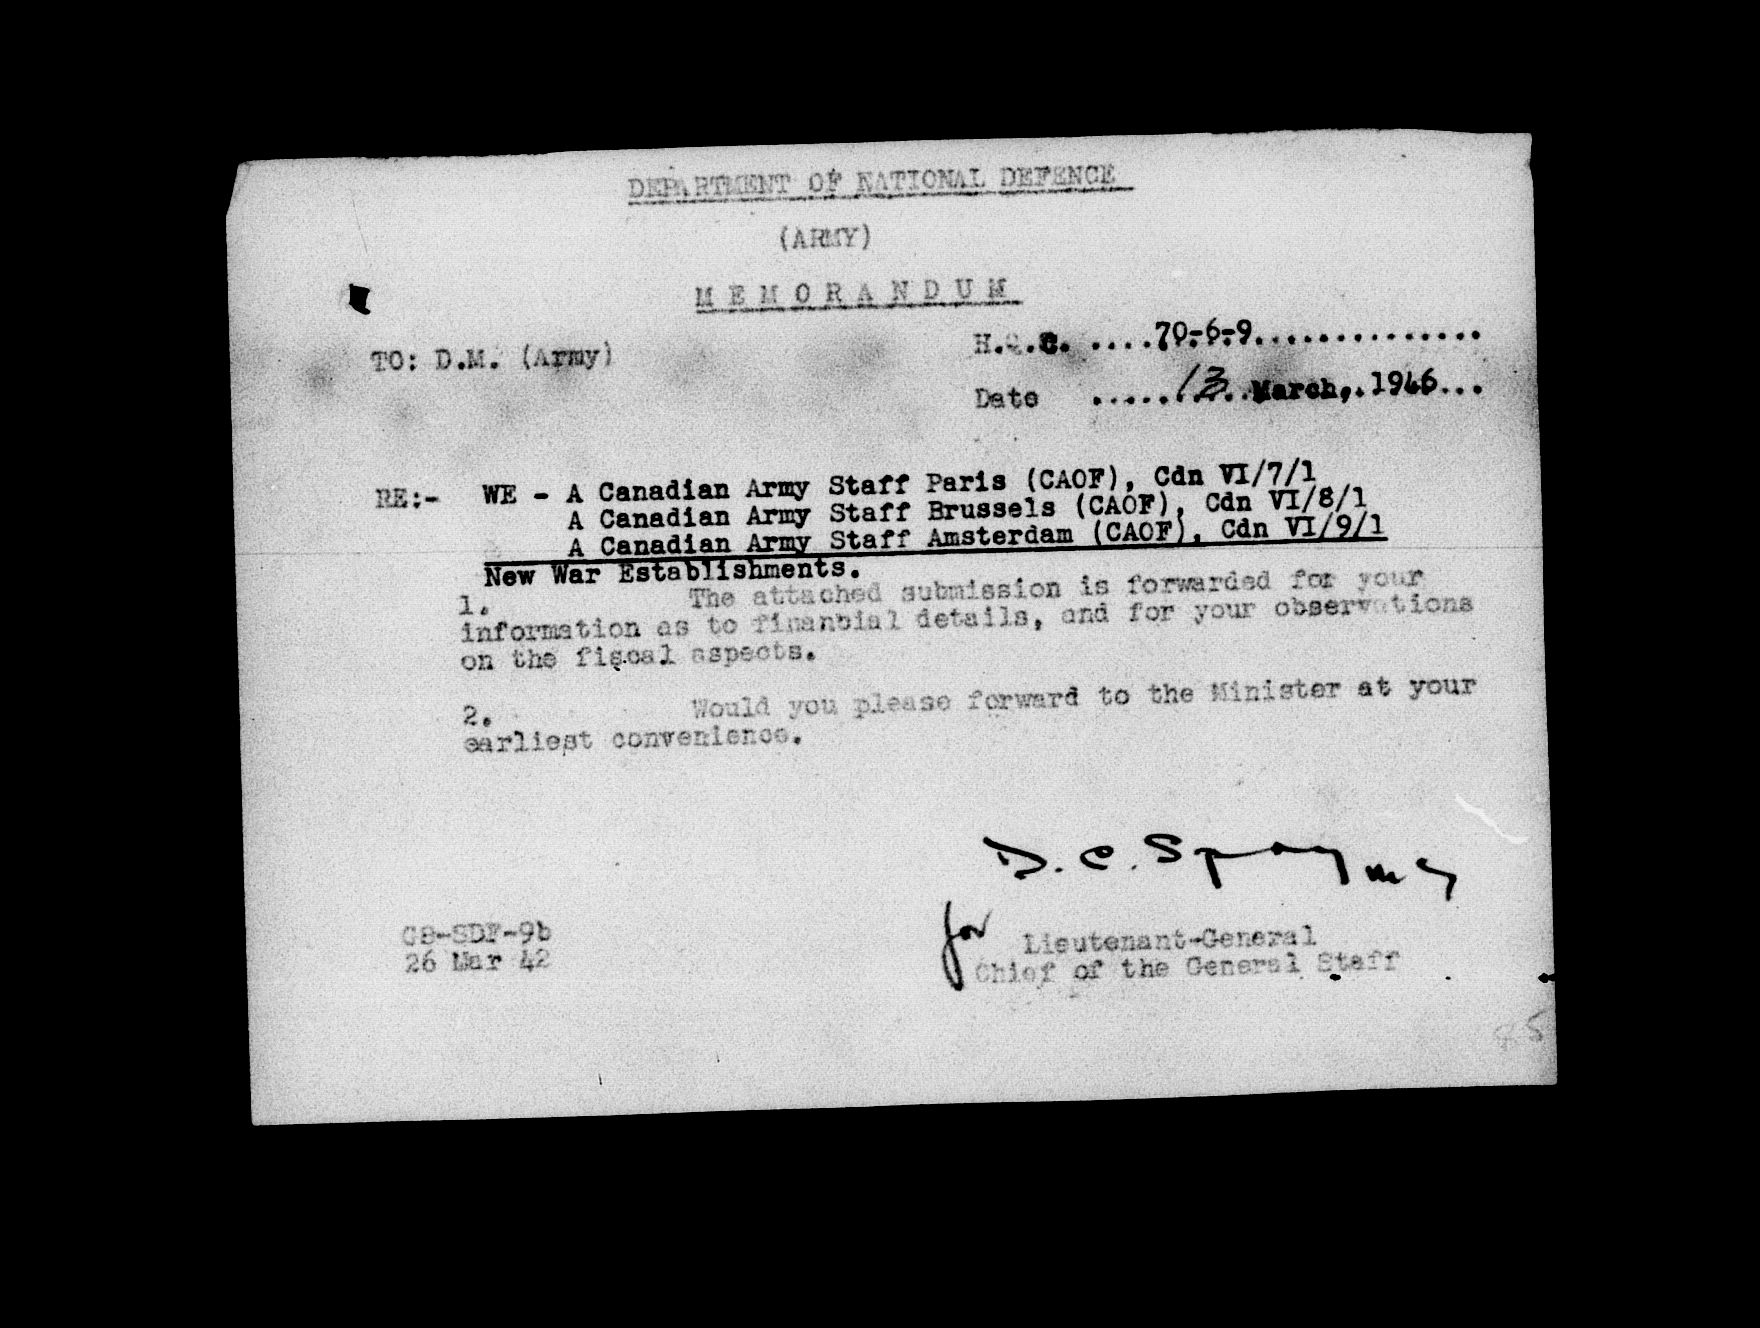 DEPARTMENT OF NATIONAL DEFENCE
(ARMY)
MEMORANDUM
H.Q.C. ....70-6-9..............
TO: D.M. (Army)
Date ........13..March,.1946...
RE:- WE - A Canadian Army Staff Paris (CAOF), Cdn VI/7/1
A Canadian Army Staff Brussels (CAOF), Cdn VI/8/1
A Canadian Army Staff Amsterdam (CAOF), Cdn VI/9/1
New War Establishments.
1. The attached submission is forwarded for your
information as to finanbial details, and for your observations
on the fiscal aspects.
2. Would you please forward to the Minister at your
earliest convenience.
D. C. Spry
for Lieutenant-General
Chief of the General Staff
GS-SDF-9b
26 Mar 42
85